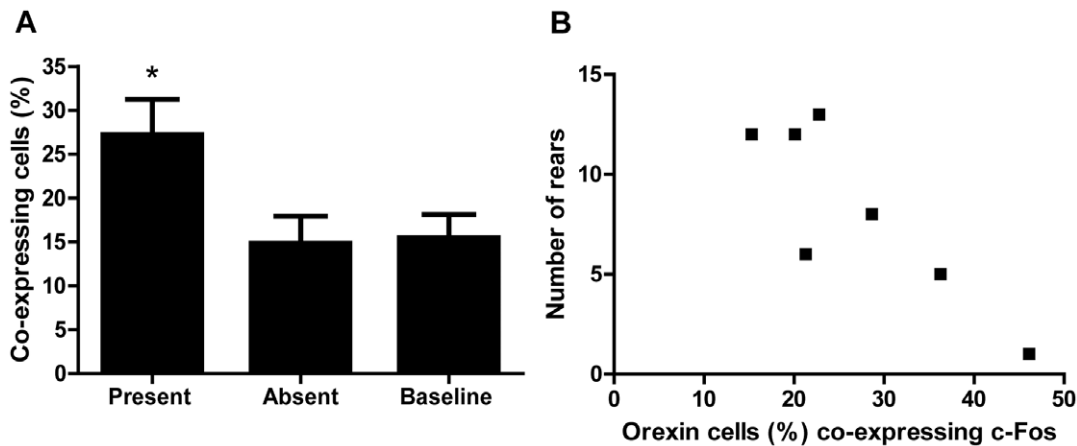 A
Co-expressing cells (%)
35
30
25
20
15
10
5
0
*
Present Absent Baseline
B
Number of rears
15
10
5
0
0 10 20 30 40 50
Orexin cells (%) co-expressing c-Fos